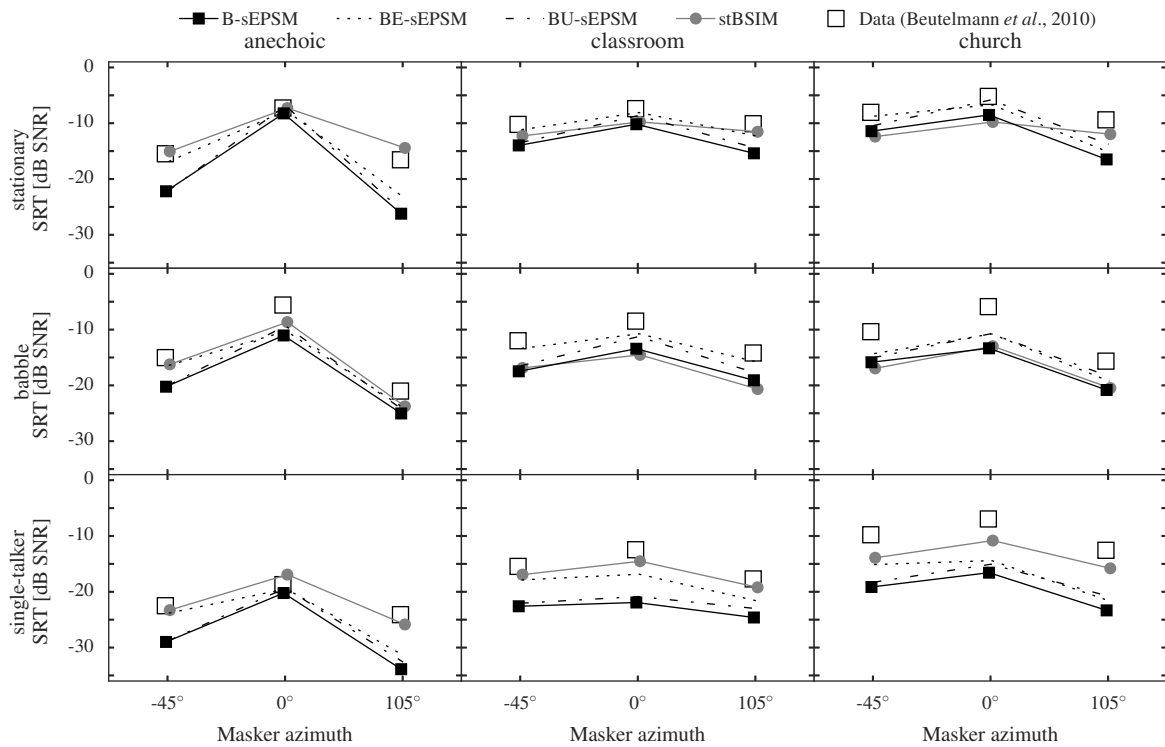 B-sEPSM BE-sEPSM BU-sEPSM stBSIM Data (Beutelmann et al., 2010)
anechoic classroom church
0
-10
-20
-30
stationary
SRT [dB SNR]
0
-10
-20
-30
babble
SRT [dB SNR]
0
-10
-20
-30
single-talker
SRT [dB SNR]
-45° 0° 105° -45° 0° 105° -45° 0° 105°
Masker azimuth Masker azimuth Masker azimuth